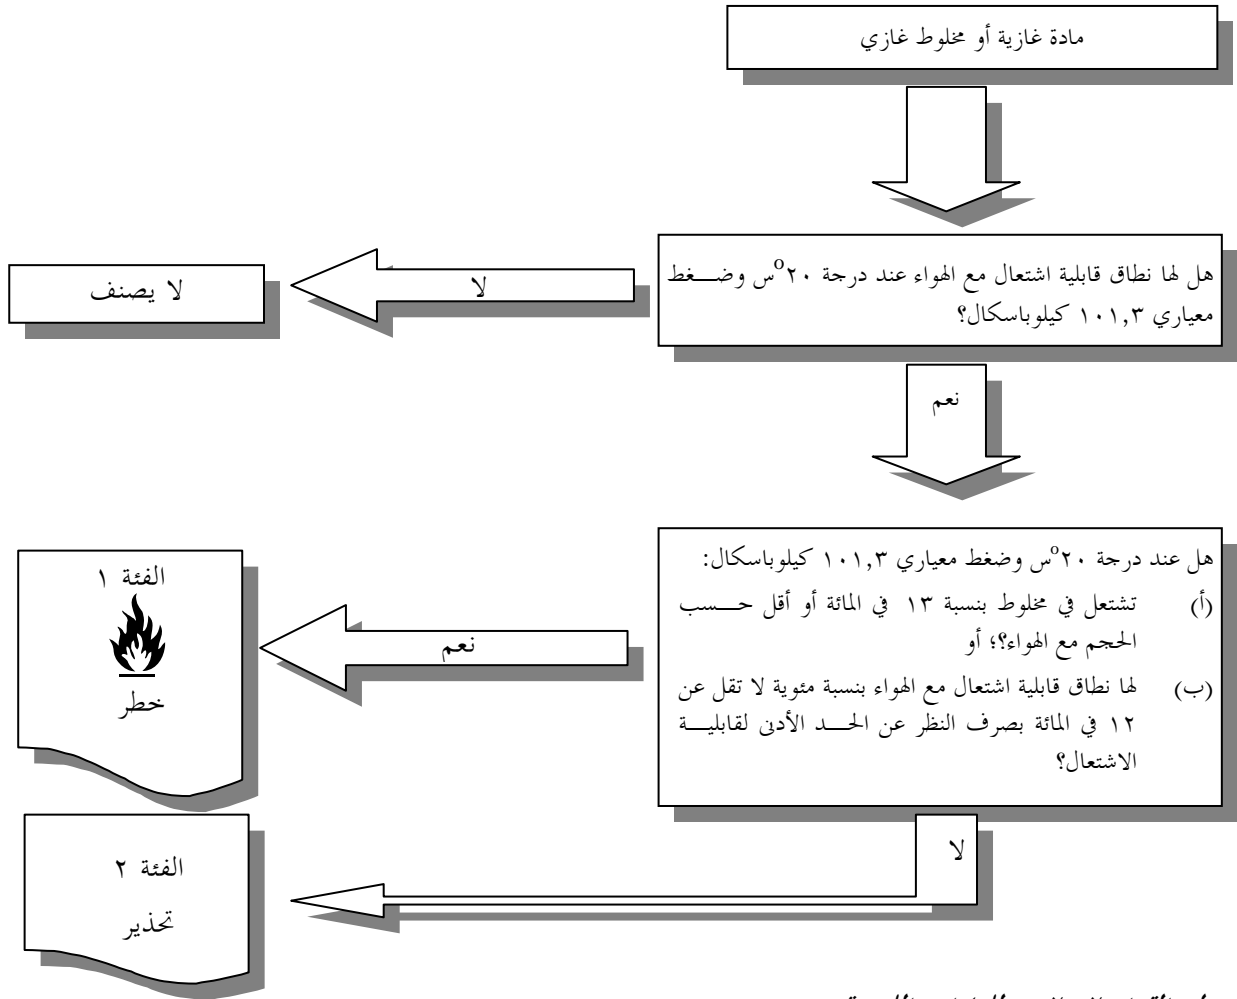 مادة غازية أو مخلوط غازي
هل لها نطاق قابلية اشتعال مع الهواء عند درجة ٢٠°س وضغط
معياري ١٠١,٣ كيلوباسكال؟
لا
لا يصنف
نعم
هل عند درجة ٢٠°س وضغط معياري ١٠١,٣ كيلوباسكال:
(أ) تشتعل في مخلوط بنسبة ١٣ في المائة أو أقل حسب
الحجم مع الهواء؟؛ أو
(ب) لها نطاق قابلية اشتعال مع الهواء بنسبة مئوية لا تقل عن
١٢ في المائة بصرف النظر عن الحد الأدنى لقابلية
الاشتعال؟
نعم
الفئة ١
خطر
لا
الفئة ٢
تحذير